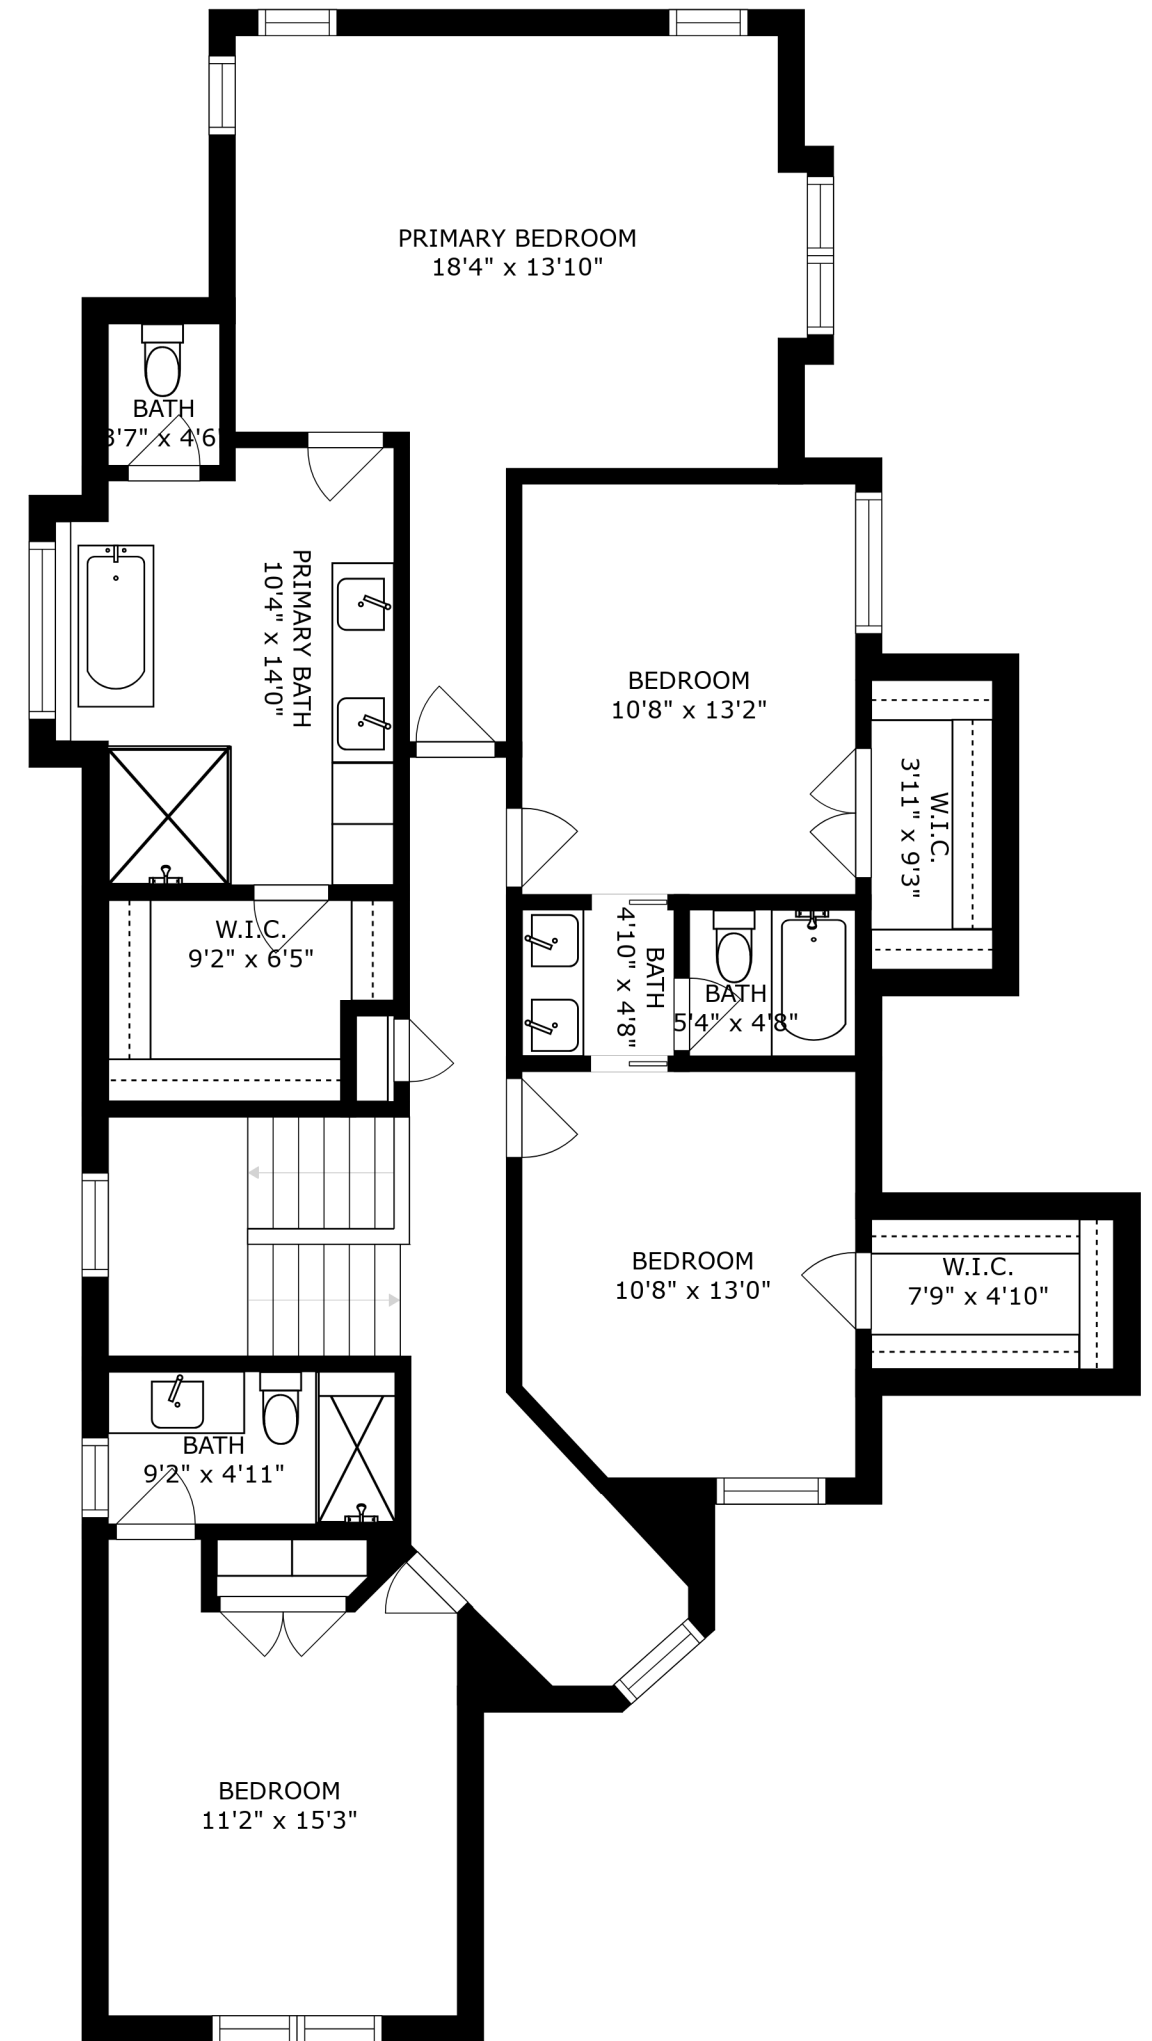 PRIMARY BEDROOM
18'4" x 13'10"
BATH
3'7" x 4'6
PRIMARY BATH
10'4" x 14'0"
BEDROOM
10'8" x 13'2"
W.I.C.
3'11" x 9'3"
W.I.C.
9'2" x 6'5"
BATH
4'10" x 4'8"
BATH
5'4" x 4'8"
BEDROOM
10'8" x 13'0"
W.I.C.
7'9" x 4'10"
BATH
9'2" x 4'11"
BEDROOM
11'2" x 15'3"